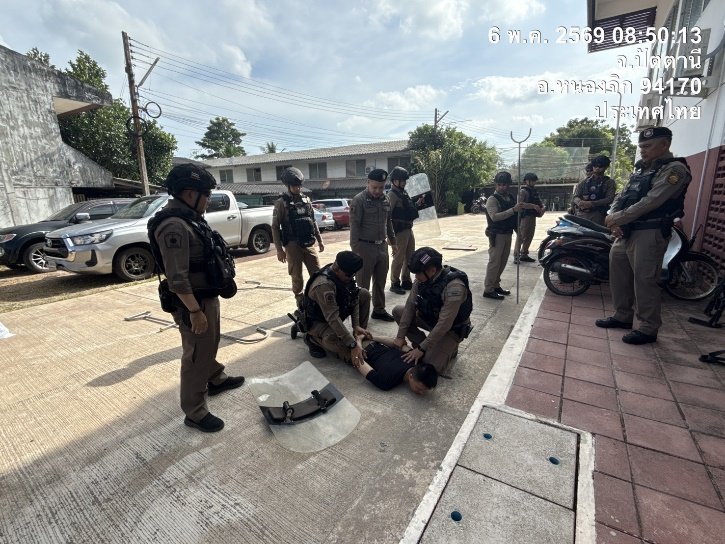 6 พ.ค. 2569 08:50:13
จ.ปัตตานี
อ.หนองจิก 94170
ประเทศไทย